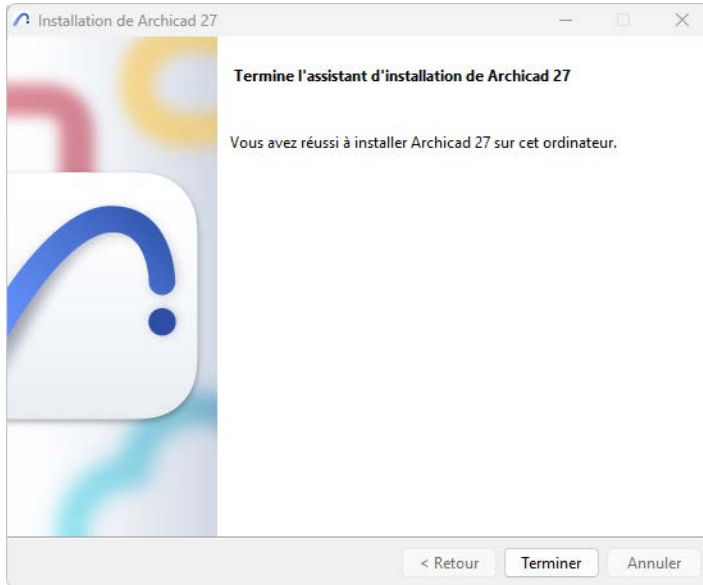 Installation de Archicad 27
Termine l'assistant d'installation de Archicad 27
Vous avez réussi à installer Archicad 27 sur cet ordinateur.
< Retour Terminer Annuler